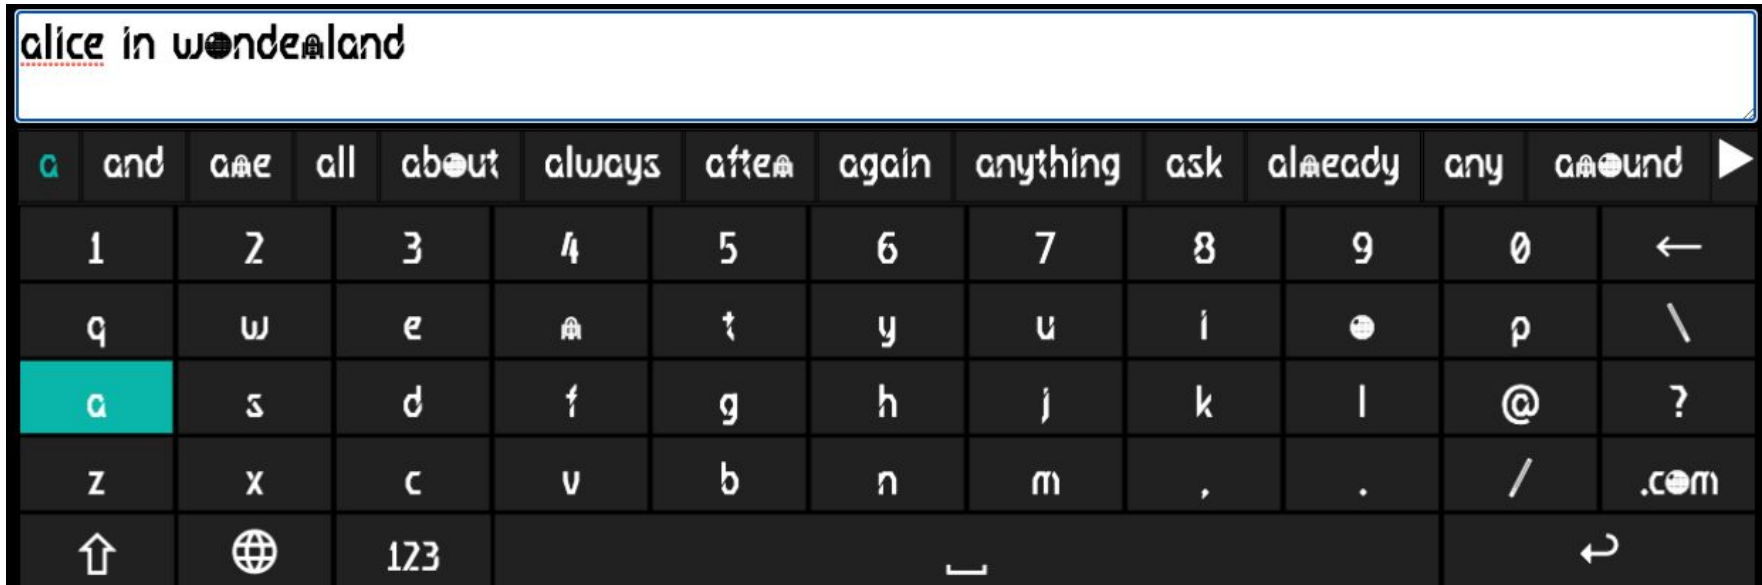 alice in wonderland
a and are all about always after again anything ask already any around ▶
1 2 3 4 5 6 7 8 9 0 ←
q w e r t y u i o p \
a s d f g h j k l @ ?
z x c v b n m , . / .com
123